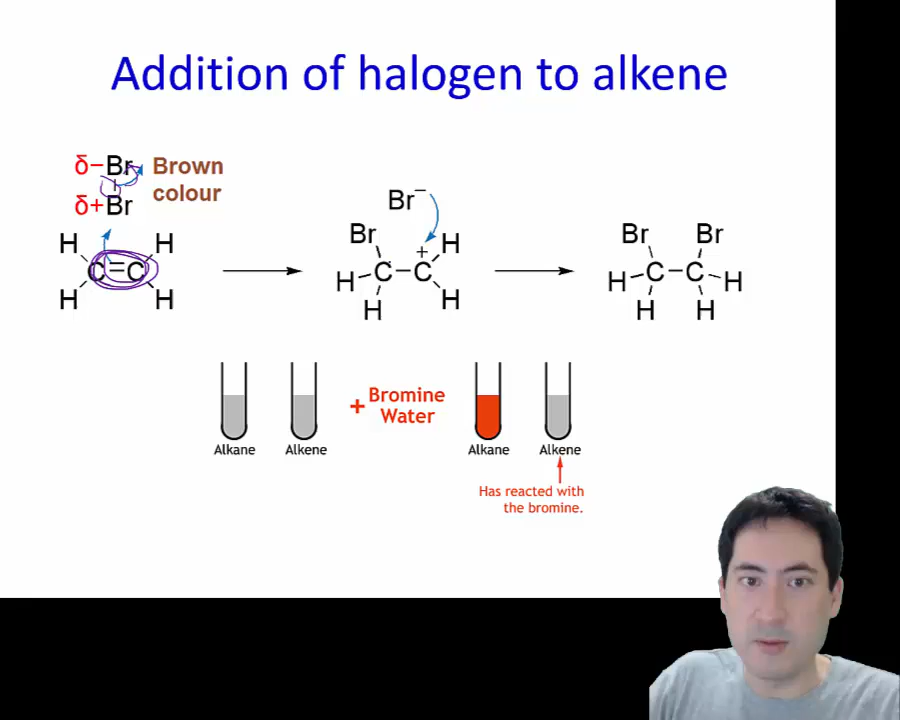 Addition of halogen to alkene
δ− Br Brown
colour
δ+ Br
H H
C = C
H H
Br−
Br
+ H
H C C
H H
Br Br
H C C H
H H
+ Bromine
Water
Alkane Alkene Alkane Alkene
Has reacted with
the bromine.